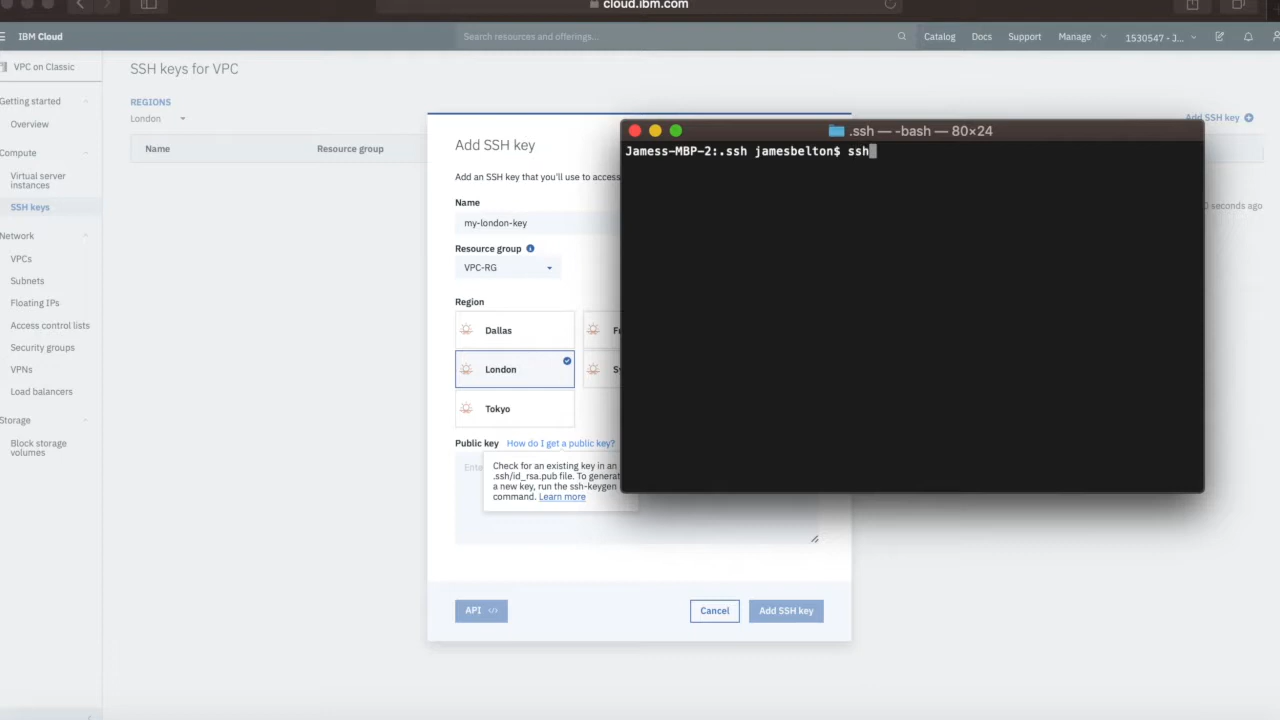 cloud.ibm.com
IBM Cloud
Search resources and offerings...
Catalog
Docs
Support
Manage
1530547 - J...
VPC on Classic
SSH keys for VPC
Getting started
Overview
Compute
Virtual server
instances
SSH keys
Network
VPCs
Subnets
Floating IPs
Access control lists
Security groups
VPNs
Load balancers
Storage
Block storage
volumes
REGIONS
London
Add SSH key
Name
Resource group
seconds ago
Add SSH key
Add an SSH key that you'll use to access
Name
my-london-key
Resource group
VPC-RG
Region
Dallas
London
Tokyo
Public key How do I get a public key?
Check for an existing key in an
.ssh/id_rsa.pub file. To generat
a new key, run the ssh-keygen
command. Learn more
API </>
Cancel
Add SSH key
.ssh — -bash — 80×24
Jamess-MBP-2:.ssh jamesbelton$ ssh